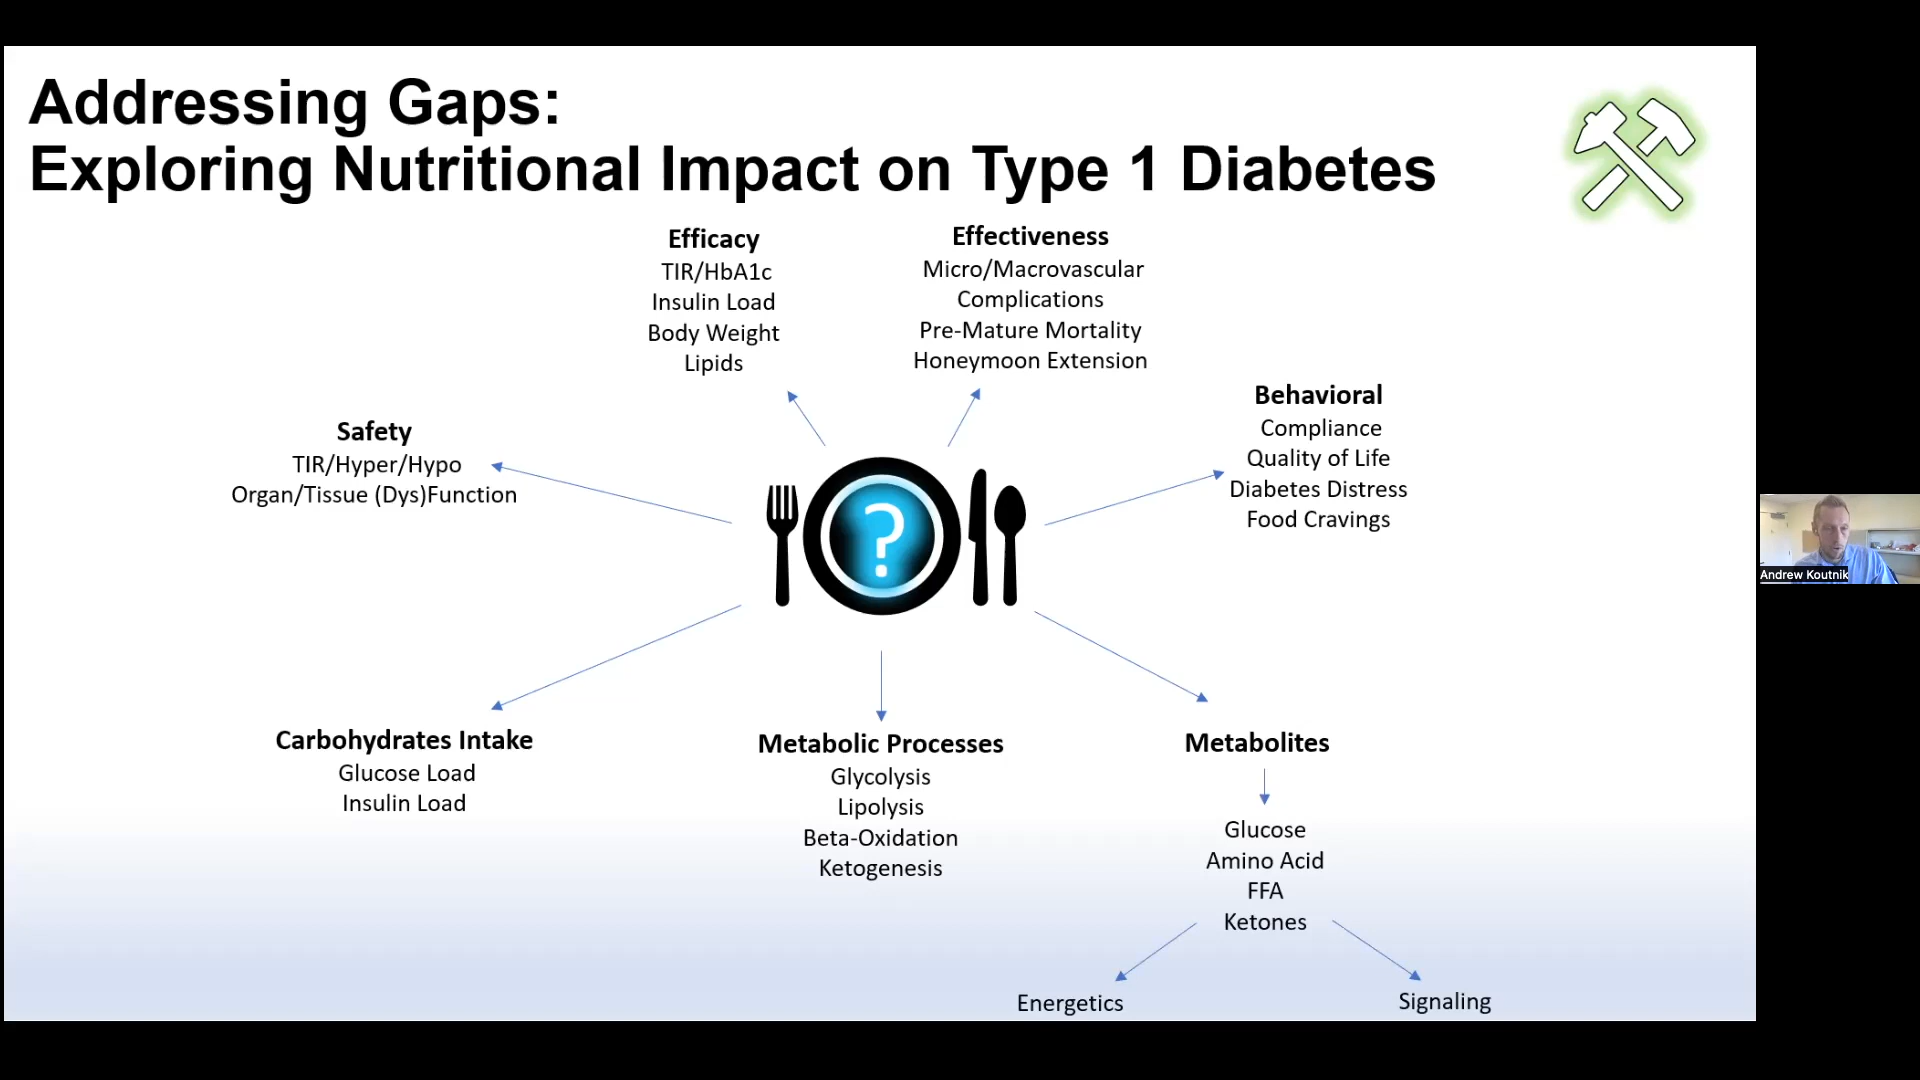 Addressing Gaps:
Exploring Nutritional Impact on Type 1 Diabetes
Efficacy
TIR/HbA1c
Insulin Load
Body Weight
Lipids
Effectiveness
Micro/Macrovascular
Complications
Pre-Mature Mortality
Honeymoon Extension
Safety
TIR/Hyper/Hypo
Organ/Tissue (Dys)Function
Behavioral
Compliance
Quality of Life
Diabetes Distress
Food Cravings
?
Andrew Koutnik
Carbohydrates Intake
Glucose Load
Insulin Load
Metabolic Processes
Glycolysis
Lipolysis
Beta-Oxidation
Ketogenesis
Metabolites
Glucose
Amino Acid
FFA
Ketones
Energetics
Signaling